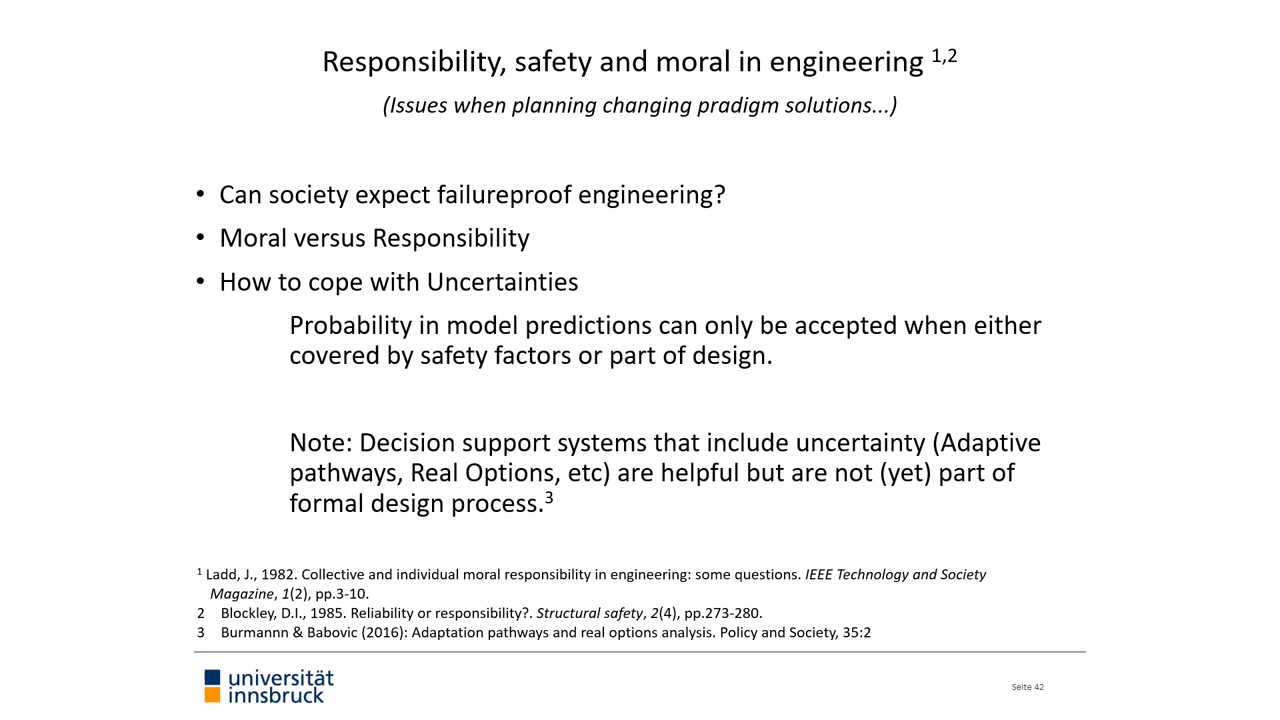 Responsibility, safety and moral in engineering 1,2
(Issues when planning changing pradigm solutions...)
• Can society expect failureproof engineering?
• Moral versus Responsibility
• How to cope with Uncertainties
Probability in model predictions can only be accepted when either
covered by safety factors or part of design.
Note: Decision support systems that include uncertainty (Adaptive
pathways, Real Options, etc) are helpful but are not (yet) part of
formal design process.3
1 Ladd, J., 1982. Collective and individual moral responsibility in engineering: some questions. IEEE Technology and Society
Magazine, 1(2), pp.3-10.
2 Blockley, D.I., 1985. Reliability or responsibility?. Structural safety, 2(4), pp.273-280.
3 Burmannn & Babovic (2016): Adaptation pathways and real options analysis. Policy and Society, 35:2
universität
innsbruck
Seite 42